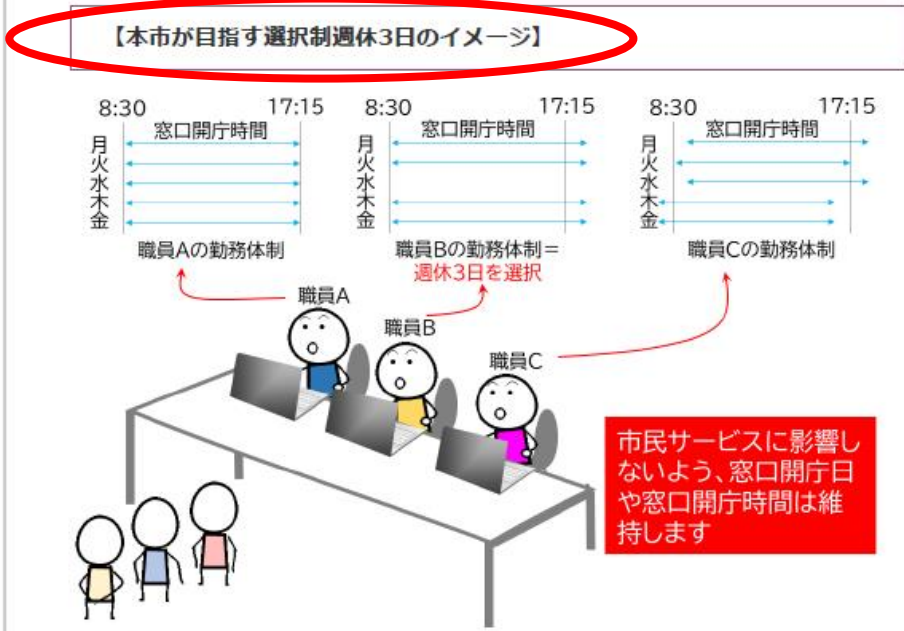 【本市が目指す選択制週休3日のイメージ】
8:30 17:15 8:30 17:15 8:30 17:15
窓口開庁時間 窓口開庁時間 窓口開庁時間
月 月 月
火 火 火
水 水 水
木 木 木
金 金 金
職員Aの勤務体制 職員Bの勤務体制= 職員Cの勤務体制
週休3日を選択
職員A
職員B
職員C
市民サービスに影響し
ないよう、窓口開庁日
や窓口開庁時間は維
持します